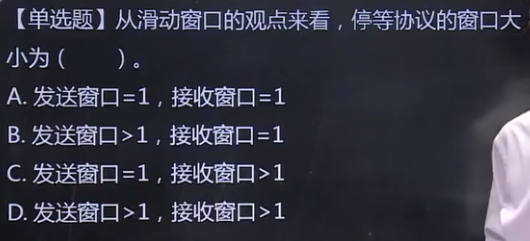 【单选题】从滑动窗口的观点来看，停等协议的窗口大
小为（　　）。
A. 发送窗口=1，接收窗口=1
B. 发送窗口>1，接收窗口=1
C. 发送窗口=1，接收窗口>1
D. 发送窗口>1，接收窗口>1